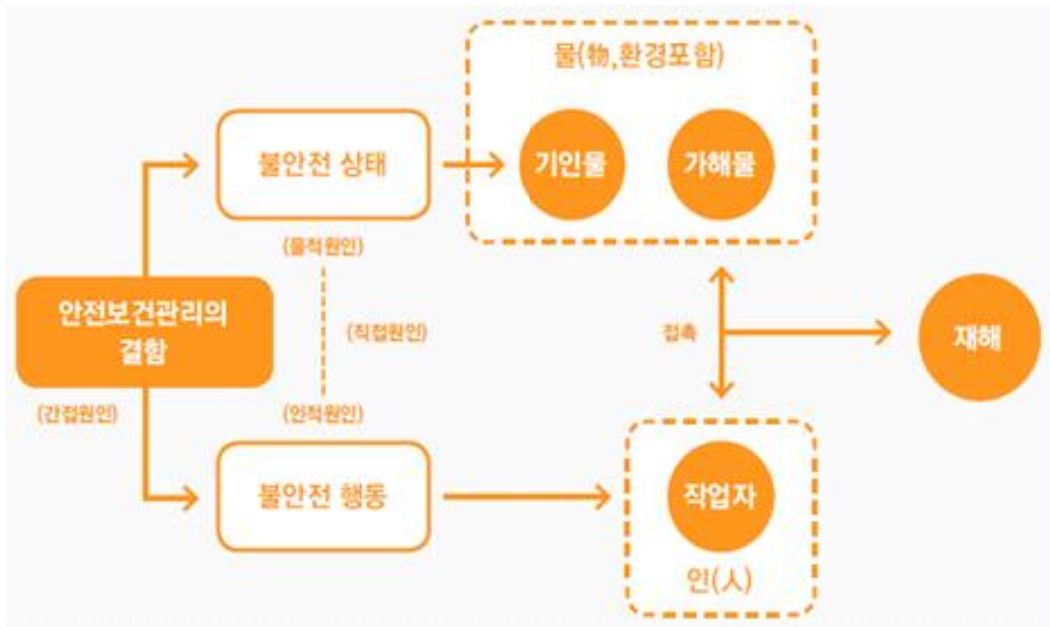 물(物,환경포함)
불안전 상태
기인물
가해물
(물적원인)
안전보건관리의
결함
(직접원인)
접촉
재해
(간접원인)
(인적원인)
불안전 행동
작업자
인(人)